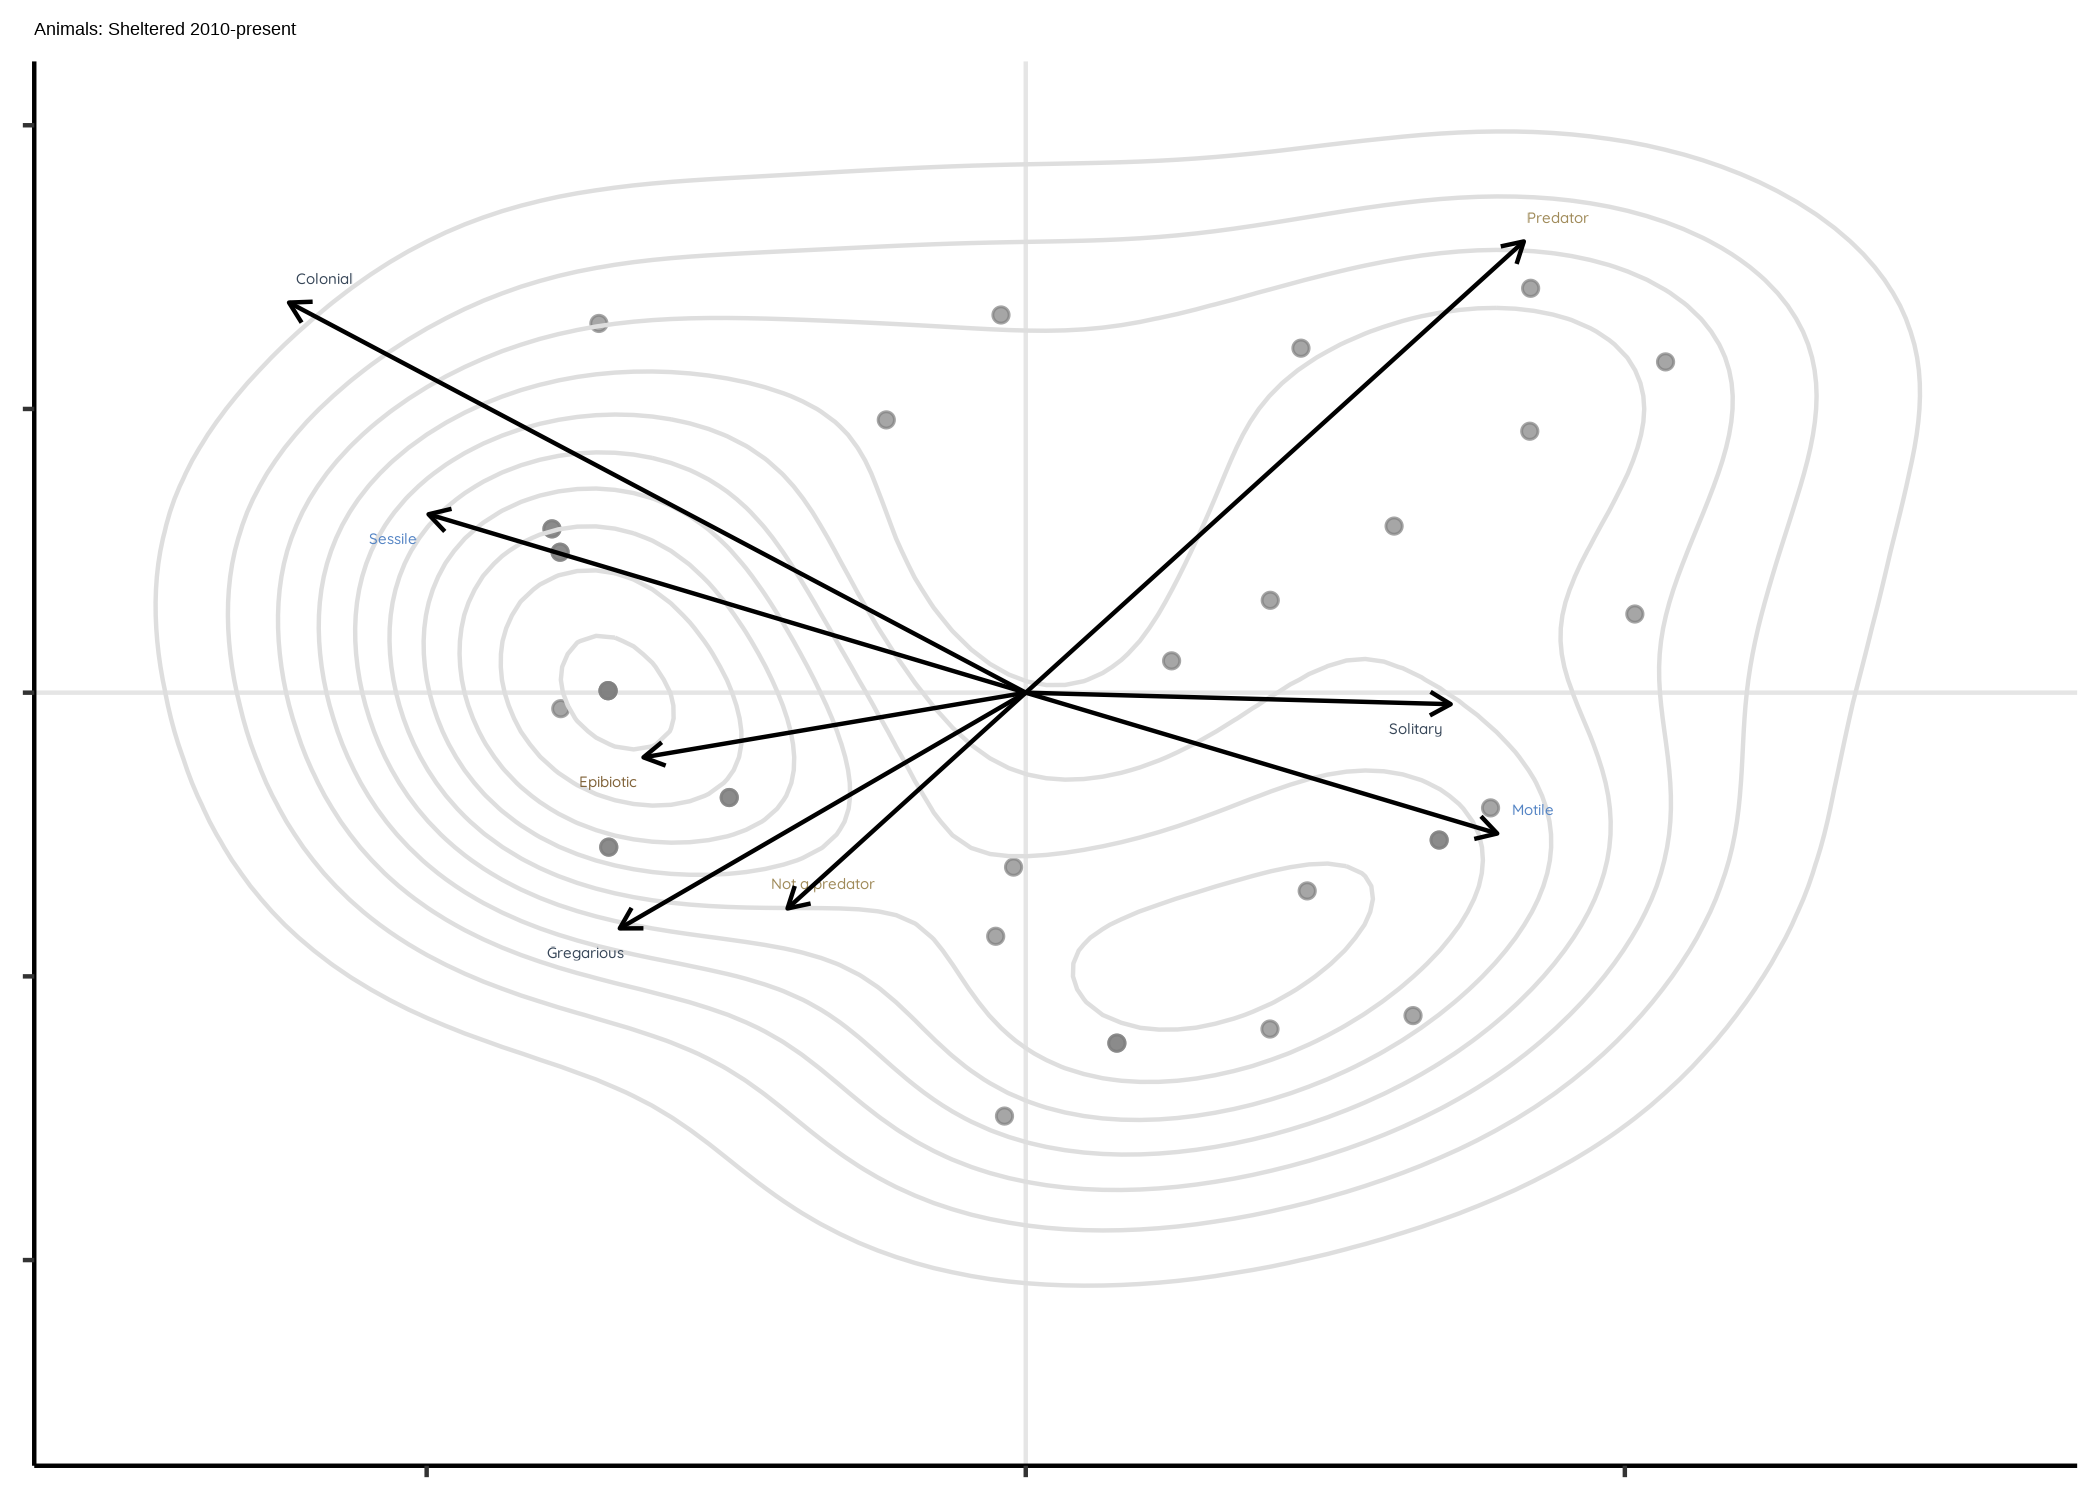 Animals: Sheltered 2010-present
Predator
Colonial
Sessile
Solitary
Epibiotic
Motile
Not a predator
Gregarious